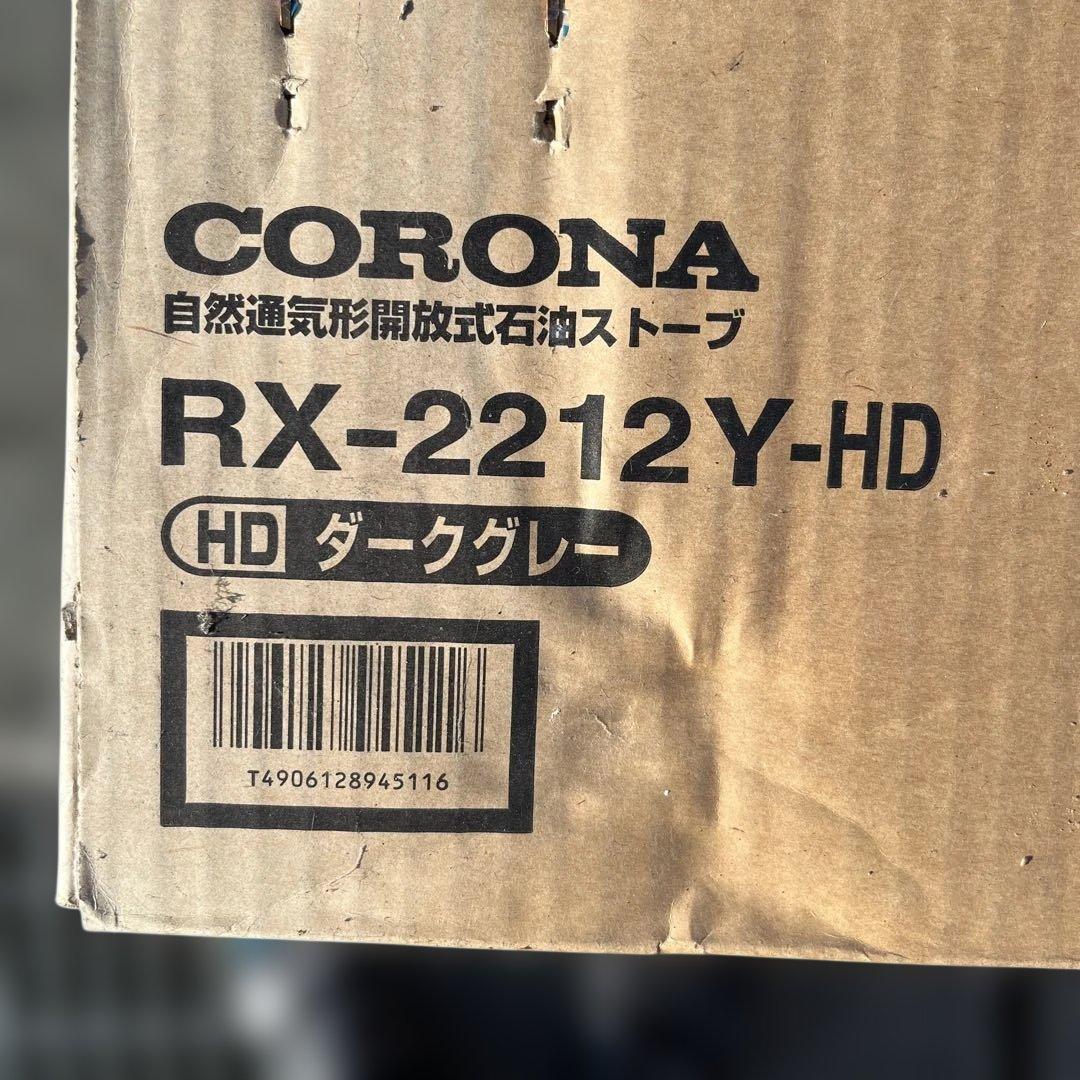 CORONA
自然通気形開放式石油ストーブ
RX-2212Y-HD
HD ダークグレー
T4906128945116